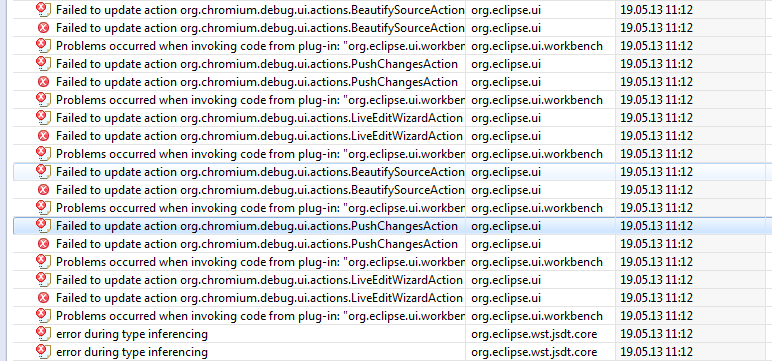 Failed to update action org.chromium.debug.ui.actions.BeautifySourceAction org.eclipse.ui 19.05.13 11:12
Failed to update action org.chromium.debug.ui.actions.BeautifySourceAction org.eclipse.ui 19.05.13 11:12
Problems occurred when invoking code from plug-in: "org.eclipse.ui.workben org.eclipse.ui.workbench 19.05.13 11:12
Failed to update action org.chromium.debug.ui.actions.PushChangesAction org.eclipse.ui 19.05.13 11:12
Failed to update action org.chromium.debug.ui.actions.PushChangesAction org.eclipse.ui 19.05.13 11:12
Problems occurred when invoking code from plug-in: "org.eclipse.ui.workben org.eclipse.ui.workbench 19.05.13 11:12
Failed to update action org.chromium.debug.ui.actions.LiveEditWizardAction org.eclipse.ui 19.05.13 11:12
Failed to update action org.chromium.debug.ui.actions.LiveEditWizardAction org.eclipse.ui 19.05.13 11:12
Problems occurred when invoking code from plug-in: "org.eclipse.ui.workben org.eclipse.ui.workbench 19.05.13 11:12
Failed to update action org.chromium.debug.ui.actions.BeautifySourceAction org.eclipse.ui 19.05.13 11:12
Failed to update action org.chromium.debug.ui.actions.BeautifySourceAction org.eclipse.ui 19.05.13 11:12
Problems occurred when invoking code from plug-in: "org.eclipse.ui.workben org.eclipse.ui.workbench 19.05.13 11:12
Failed to update action org.chromium.debug.ui.actions.PushChangesAction org.eclipse.ui 19.05.13 11:12
Failed to update action org.chromium.debug.ui.actions.PushChangesAction org.eclipse.ui 19.05.13 11:12
Problems occurred when invoking code from plug-in: "org.eclipse.ui.workben org.eclipse.ui.workbench 19.05.13 11:12
Failed to update action org.chromium.debug.ui.actions.LiveEditWizardAction org.eclipse.ui 19.05.13 11:12
Failed to update action org.chromium.debug.ui.actions.LiveEditWizardAction org.eclipse.ui 19.05.13 11:12
Problems occurred when invoking code from plug-in: "org.eclipse.ui.workben org.eclipse.ui.workbench 19.05.13 11:12
error during type inferencing org.eclipse.wst.jsdt.core 19.05.13 11:12
error during type inferencing org.eclipse.wst.jsdt.core 19.05.13 11:12